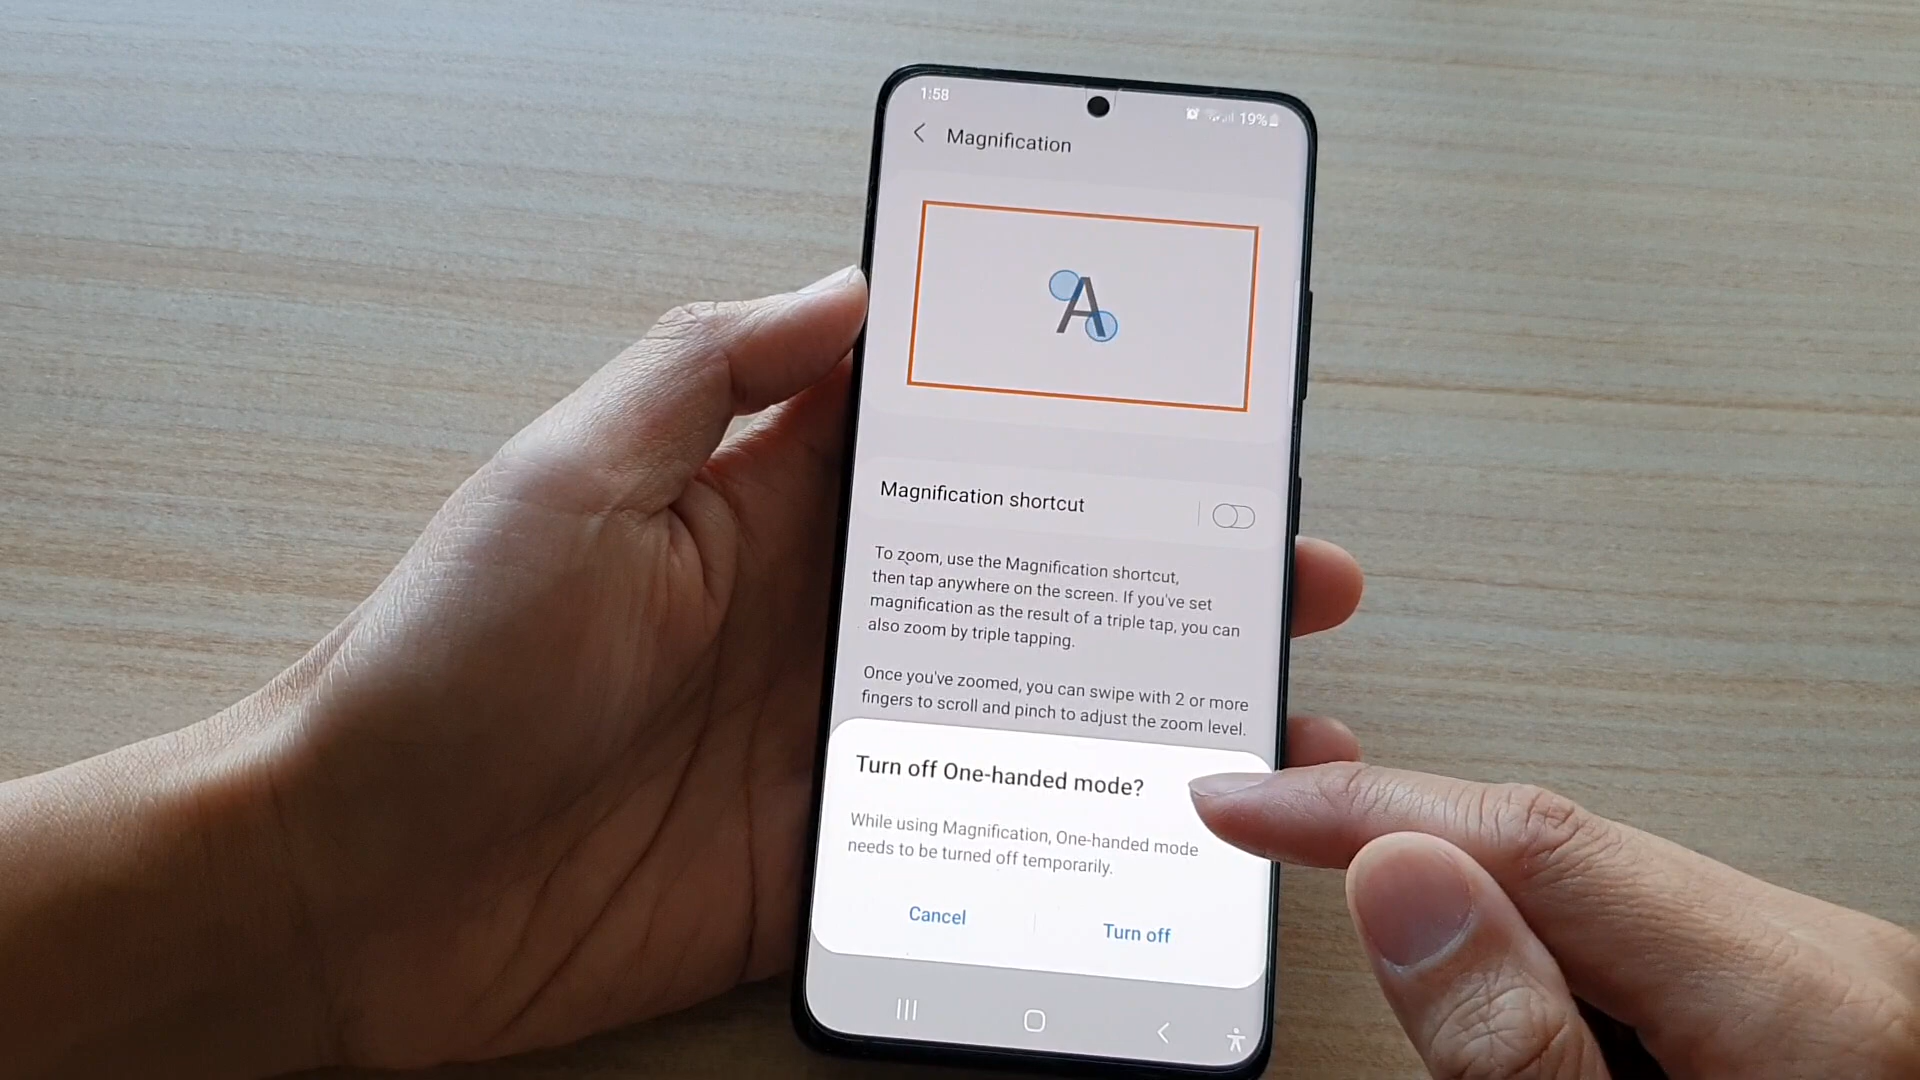 1:58
19%
Magnification
A
Magnification shortcut
To zoom, use the Magnification shortcut,
then tap anywhere on the screen. If you've set
magnification as the result of a triple tap, you can
also zoom by triple tapping.
Once you've zoomed, you can swipe with 2 or more
fingers to scroll and pinch to adjust the zoom level.
Turn off One-handed mode?
While using Magnification, One-handed mode
needs to be turned off temporarily.
Cancel
Turn off